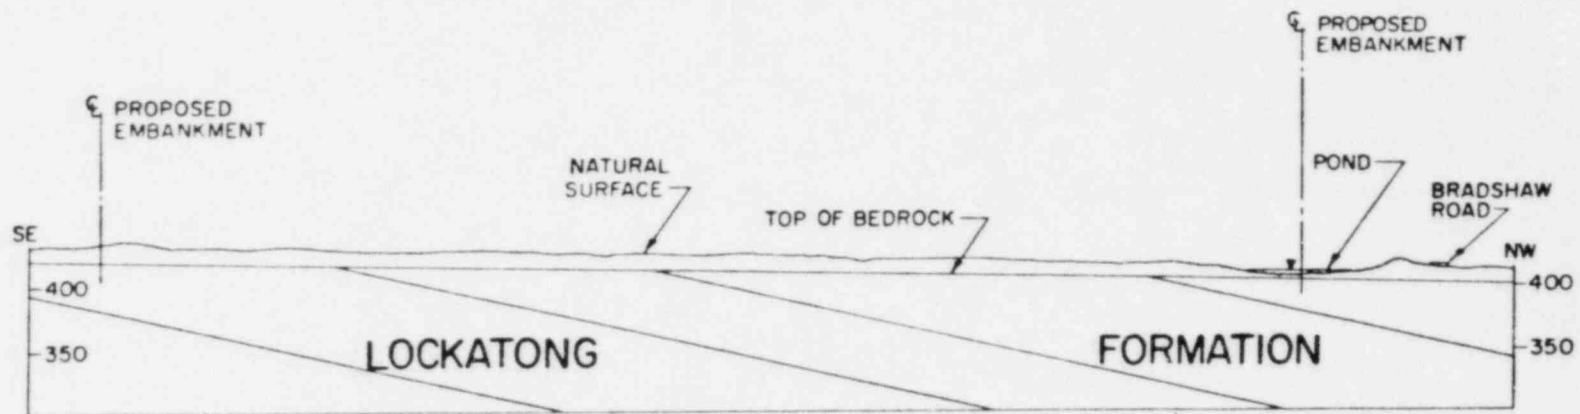 ℄ PROPOSED
EMBANKMENT
℄ PROPOSED
EMBANKMENT
NATURAL
SURFACE
TOP OF BEDROCK
POND
BRADSHAW
ROAD
SE
NW
400
350
400
350
LOCKATONG FORMATION